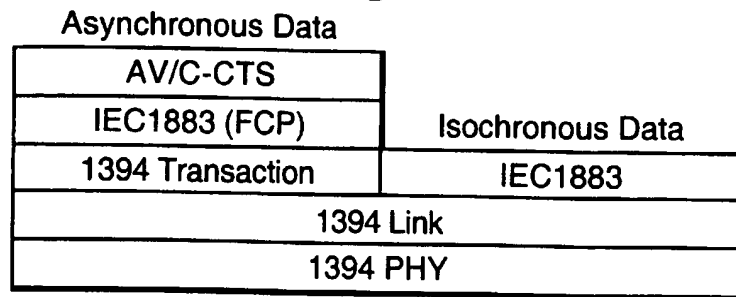 Asynchronous Data
AV/C-CTS
IEC1883 (FCP)
Isochronous Data
1394 Transaction
IEC1883
1394 Link
1394 PHY